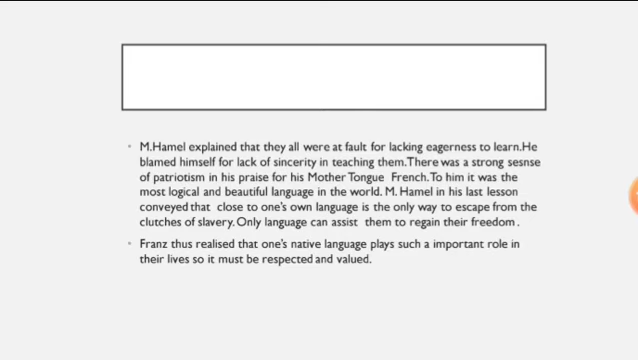 • M.Hamel explained that they all were at fault for lacking eagerness to learn.He
blamed himself for lack of sincerity in teaching them.There was a strong sesnse
of patriotism in his praise for his Mother Tongue French.To him it was the
most logical and beautiful language in the world. M. Hamel in his last lesson
conveyed that close to one's own language is the only way to escape from the
clutches of slavery. Only language can assist them to regain their freedom .
• Franz thus realised that one's native language plays such a important role in
their lives so it must be respected and valued.